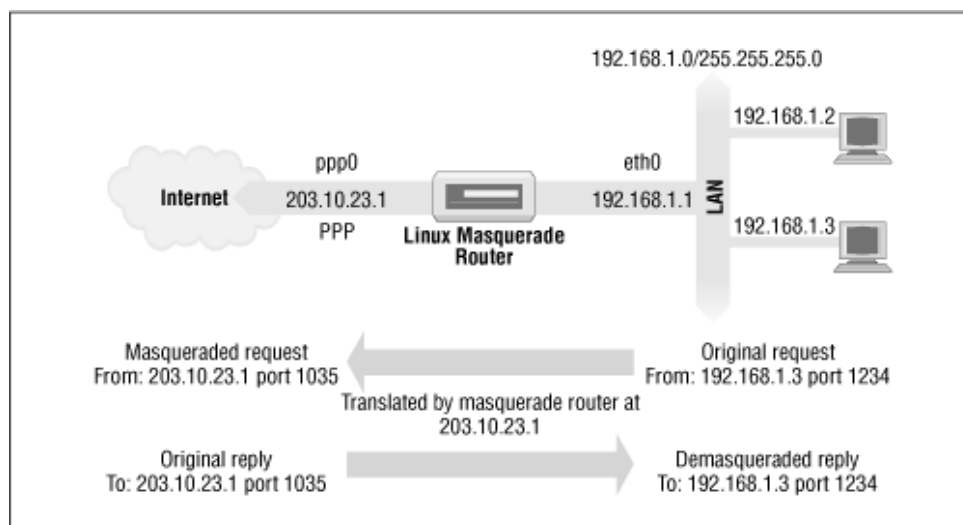 192.168.1.0/255.255.255.0
192.168.1.2
ppp0
eth0
Internet
203.10.23.1
192.168.1.1
LAN
PPP
Linux Masquerade
Router
192.168.1.3
Masqueraded request
From: 203.10.23.1 port 1035
Original request
From: 192.168.1.3 port 1234
Translated by masquerade router at
203.10.23.1
Original reply
To: 203.10.23.1 port 1035
Demasqueraded reply
To: 192.168.1.3 port 1234